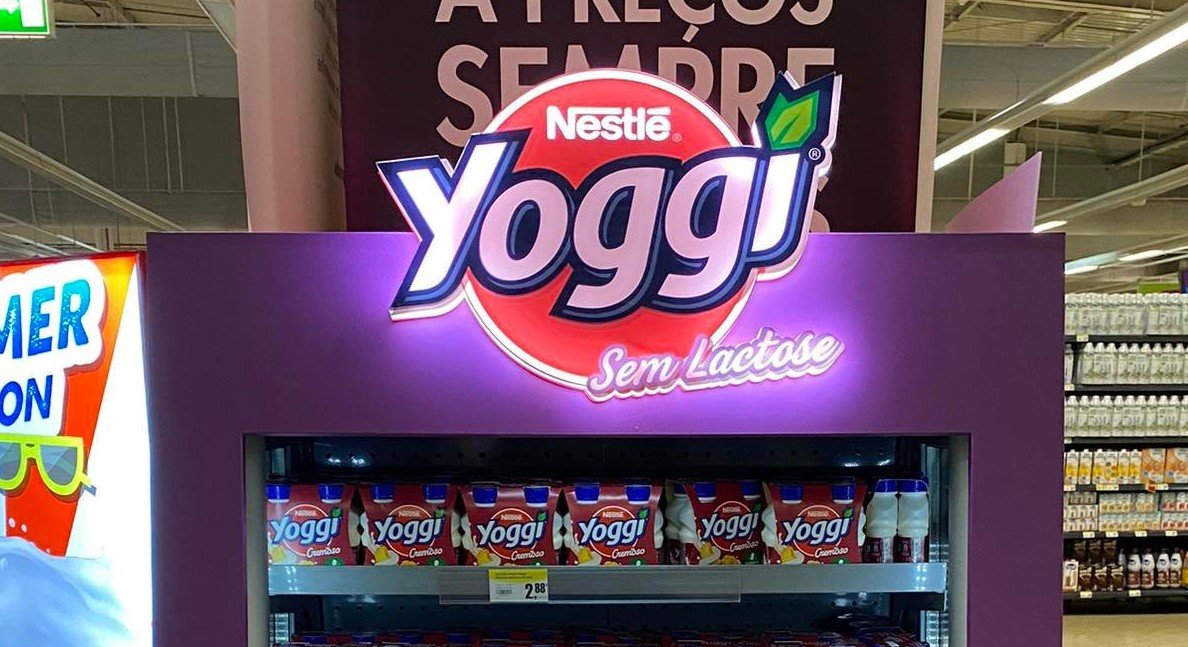 A PREÇOS
SEMPRE
Nestlé
Yoggi®
Sem Lactose
MER
ON
Yoggi
Cremoso
Yoggi
Cremoso
Nestlé
Yoggi
Cremoso
Nestlé
Yoggi
Cremoso
Nestlé
Yoggi
Cremoso
Nestlé
Yoggi
Cremoso
2,88